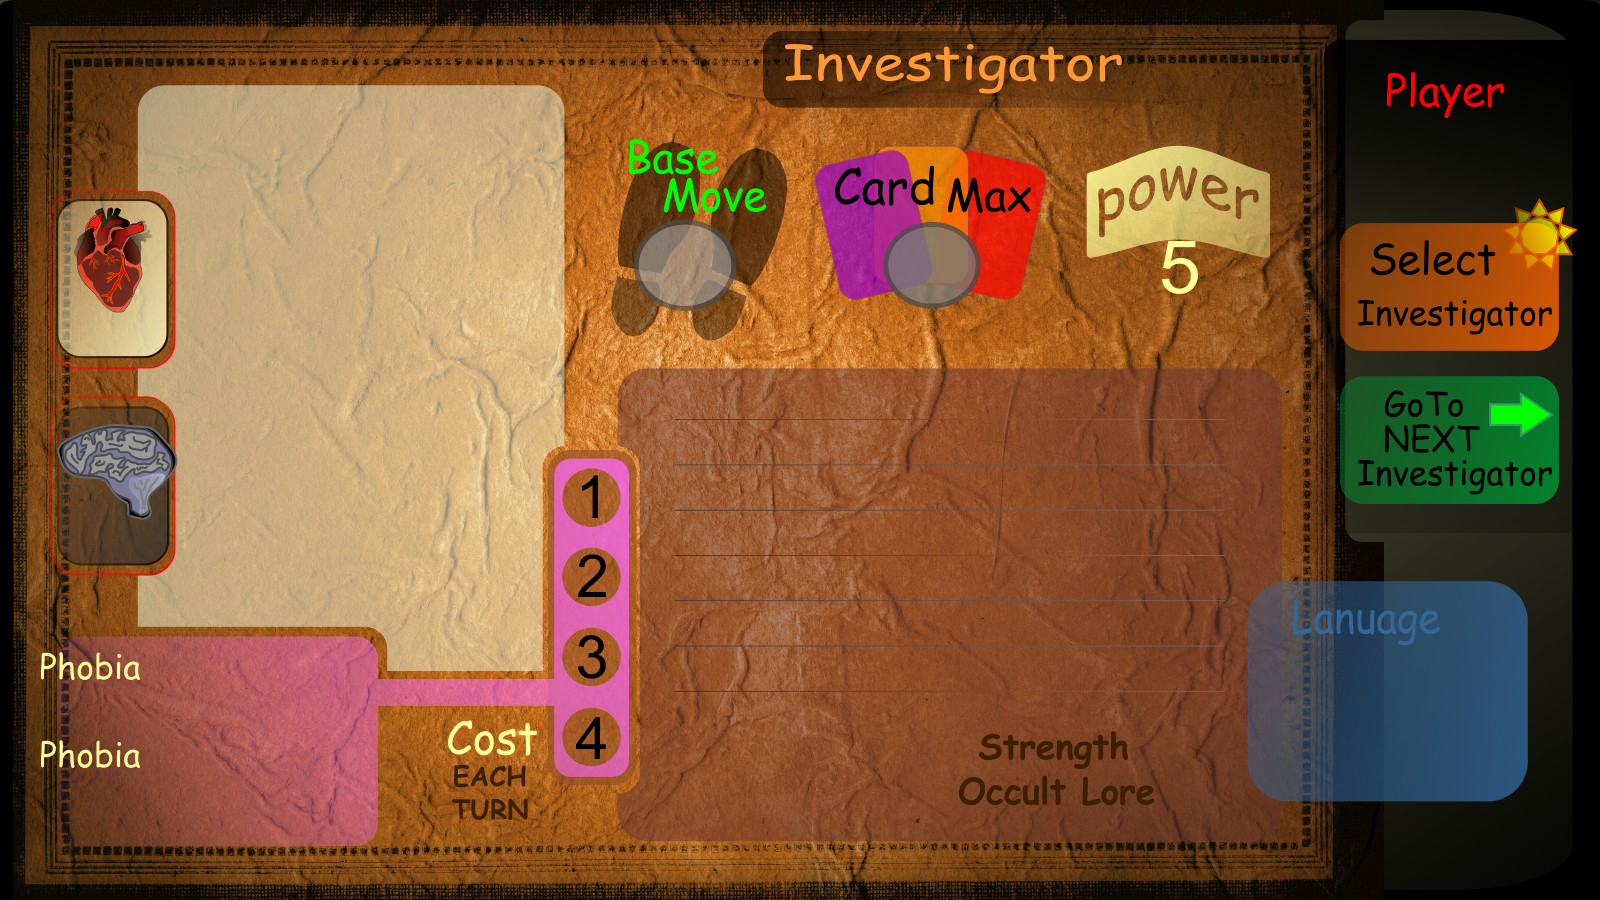 Investigator
Player
Base
Move
Card Max
power
5
Select
Investigator
GoTo
NEXT
Investigator
1
2
3
4
Lanuage
Phobia
Phobia
Cost
EACH
TURN
Strength
Occult Lore